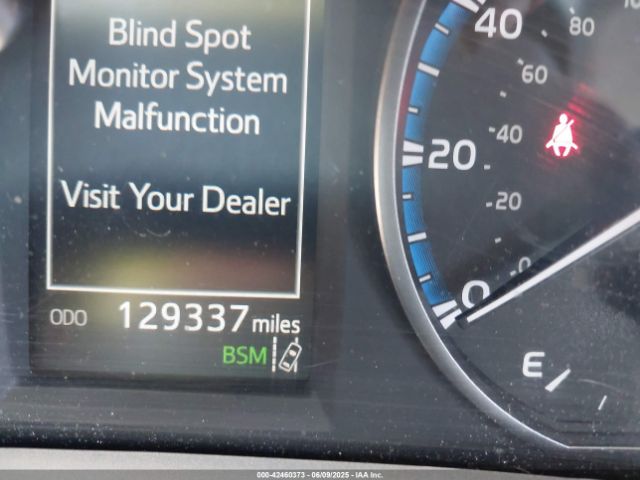 Blind Spot
Monitor System
Malfunction
Visit Your Dealer
ODO 129337 miles
BSM
40
80
60
20
40
20
0
0
E
000-42460373 | 06/09/2025 - IAA Inc.